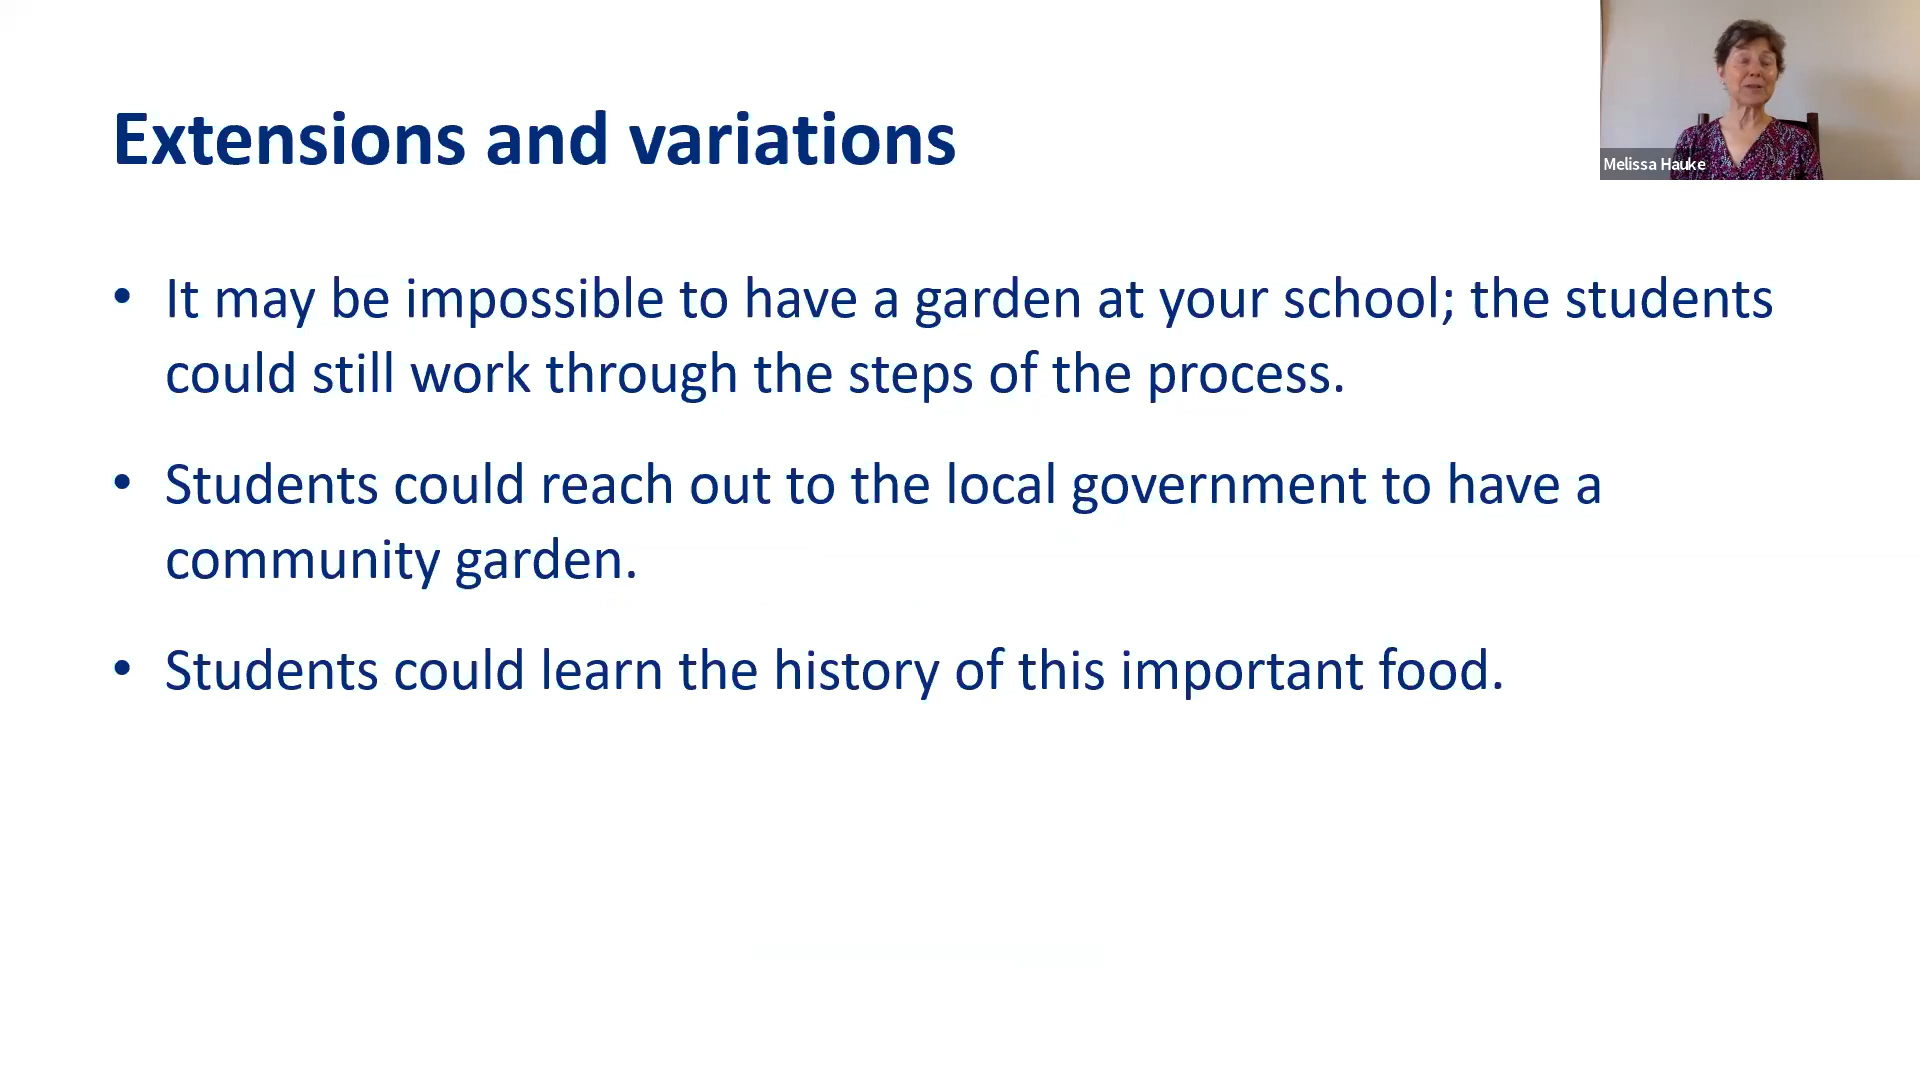 Extensions and variations
Melissa Hauke
• It may be impossible to have a garden at your school; the students
could still work through the steps of the process.
• Students could reach out to the local government to have a
community garden.
• Students could learn the history of this important food.